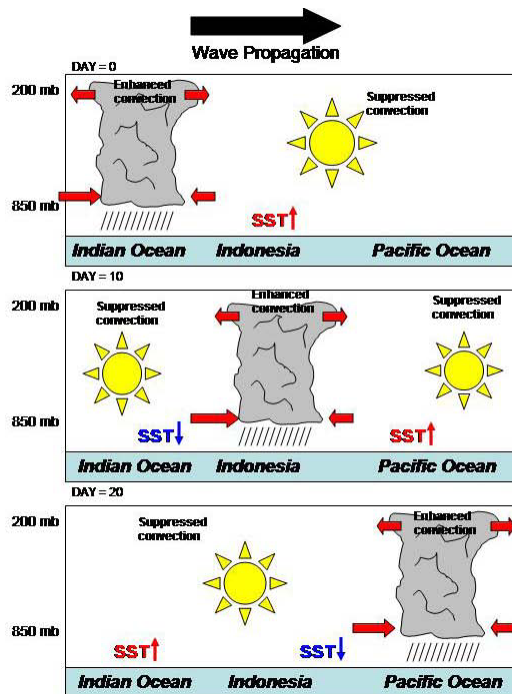 Wave Propagation
DAY = 0
200 mb
Enhanced
convection
Suppressed
convection
850 mb
SST
Indian Ocean Indonesia Pacific Ocean
DAY = 10
200 mb
Suppressed
convection
Enhanced
convection
Suppressed
convection
850 mb
SST
SST
Indian Ocean Indonesia Pacific Ocean
DAY = 20
200 mb
Suppressed
convection
Enhanced
convection
850 mb
SST
SST
Indian Ocean Indonesia Pacific Ocean